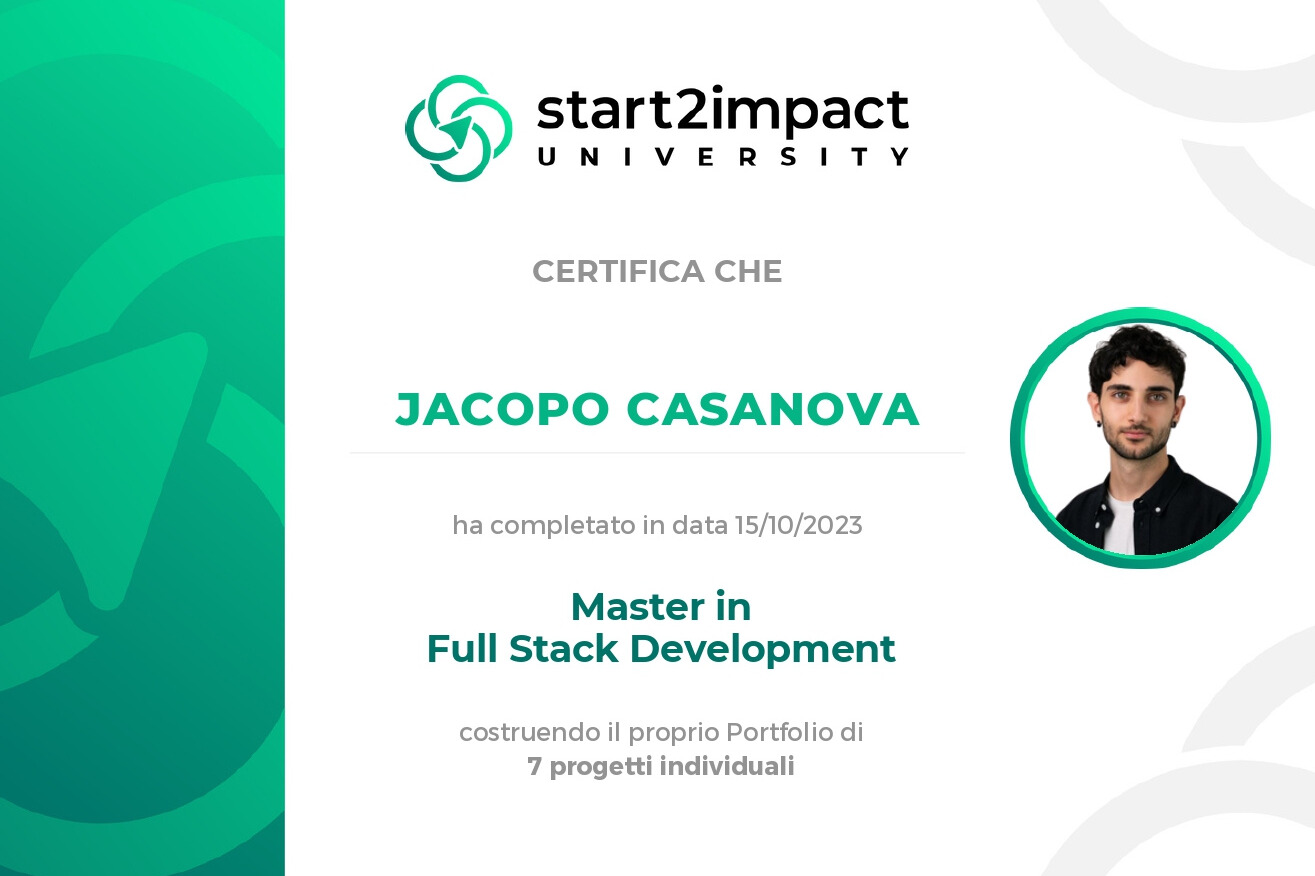 start2impact
UNIVERSITY
CERTIFICA CHE
JACOPO CASANOVA
ha completato in data 15/10/2023
Master in
Full Stack Development
costruendo il proprio Portfolio di
7 progetti individuali